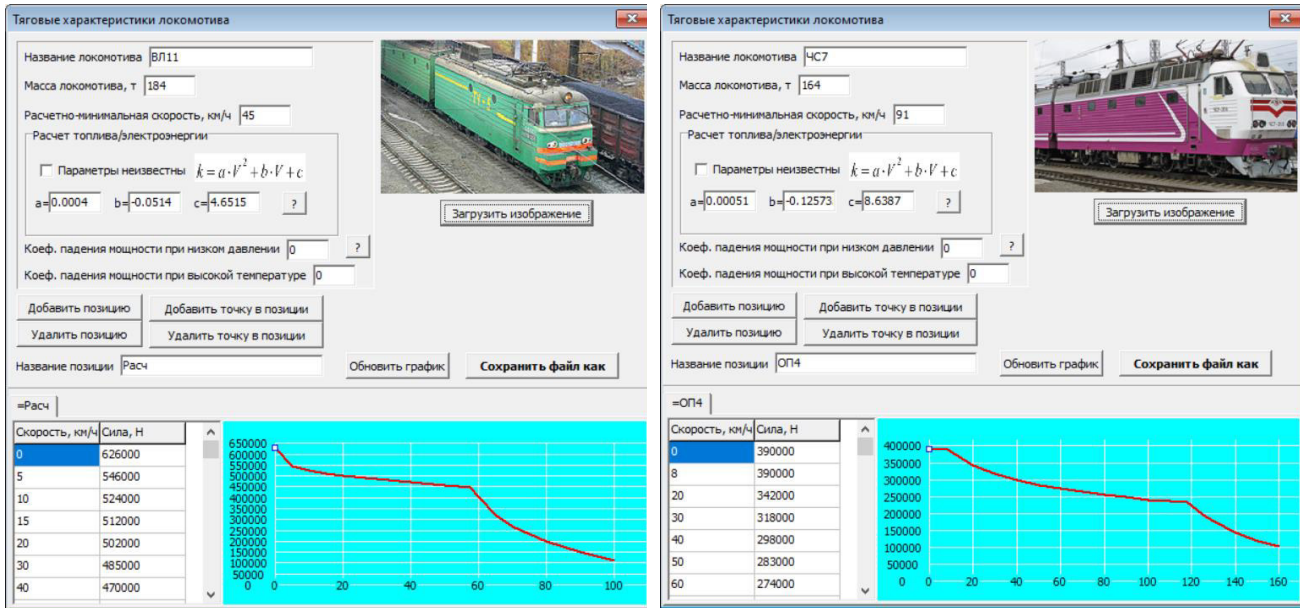 Тяговые характеристики локомотива
Название локомотива ВЛ11
Масса локомотива, т 184
Расчетно-минимальная скорость, км/ч 45
Расчет топлива/электроэнергии
Параметры неизвестны k=a·V²+b·V+c
a=0.0004 b=-0.0514 c=4.6515 ?
Загрузить изображение
Коеф. падения мощности при низком давлении 0 ?
Коеф. падения мощности при высокой температуре 0
Добавить позицию Добавить точку в позиции
Удалить позицию Удалить точку в позиции
Название позиции Расч Обновить график Сохранить файл как
=Расч
Скорость, км/ч Сила, Н
0 626000
5 546000
10 524000
15 512000
20 502000
30 485000
40 470000
650000
600000
550000
500000
450000
400000
350000
300000
250000
200000
150000
100000
50000
0 0 20 40 60 80 100
Тяговые характеристики локомотива
Название локомотива ЧС7
Масса локомотива, т 164
Расчетно-минимальная скорость, км/ч 91
Расчет топлива/электроэнергии
Параметры неизвестны k=a·V²+b·V+c
a=0.00051 b=-0.12573 c=8.6387 ?
Загрузить изображение
Коеф. падения мощности при низком давлении 0 ?
Коеф. падения мощности при высокой температуре 0
Добавить позицию Добавить точку в позиции
Удалить позицию Удалить точку в позиции
Название позиции ОП4 Обновить график Сохранить файл как
=ОП4
Скорость, км/ч Сила, Н
0 390000
8 390000
20 342000
30 318000
40 298000
50 283000
60 274000
400000
350000
300000
250000
200000
150000
100000
50000
0 0 20 40 60 80 100 120 140 160